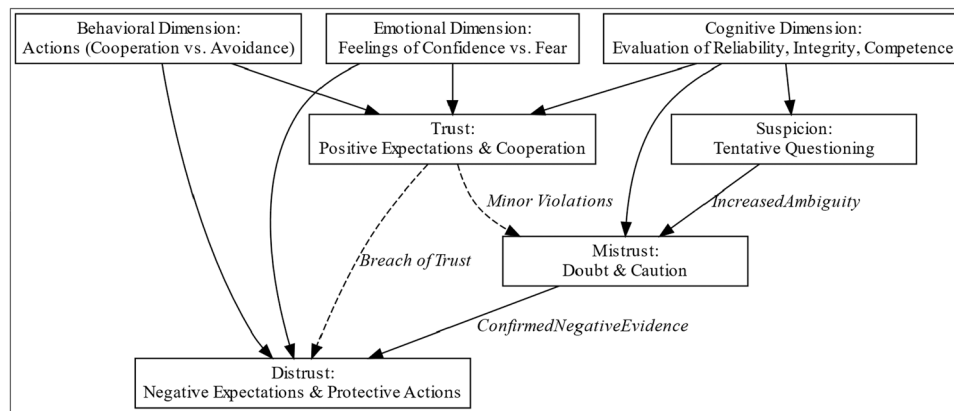 Behavioral Dimension:
Actions (Cooperation vs. Avoidance)
Emotional Dimension:
Feelings of Confidence vs. Fear
Cognitive Dimension:
Evaluation of Reliability, Integrity, Competence
Trust:
Positive Expectations & Cooperation
Suspicion:
Tentative Questioning
Minor Violations
IncreasedAmbiguity
Mistrust:
Doubt & Caution
Breach of Trust
ConfirmedNegativeEvidence
Distrust:
Negative Expectations & Protective Actions